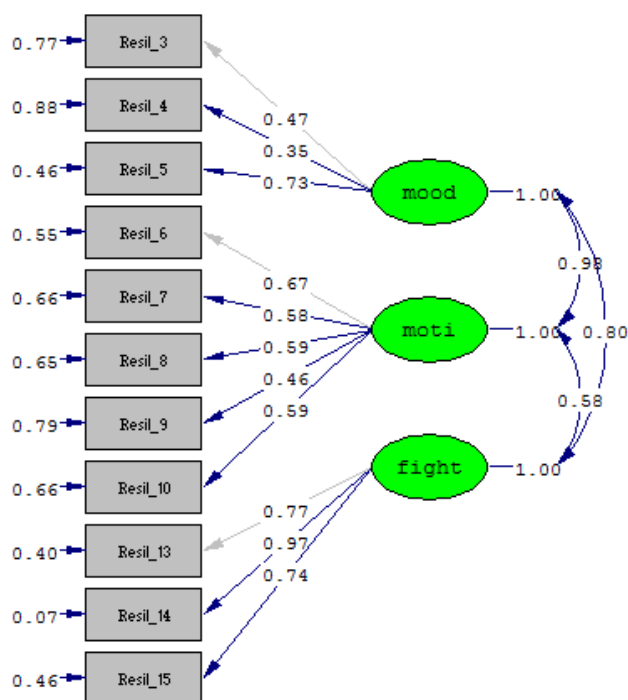 0.77 Resil_3
0.88 Resil_4
0.47
0.35
0.46 Resil_5
0.73
mood 1.00
0.55 Resil_6
0.98
0.67
0.66 Resil_7
0.58
moti 1.00 0.80
0.65 Resil_8
0.59
0.46
0.79 Resil_9
0.59
0.58
fight 1.00
0.66 Resil_10
0.77
0.40 Resil_13
0.97
0.74
0.07 Resil_14
0.46 Resil_15